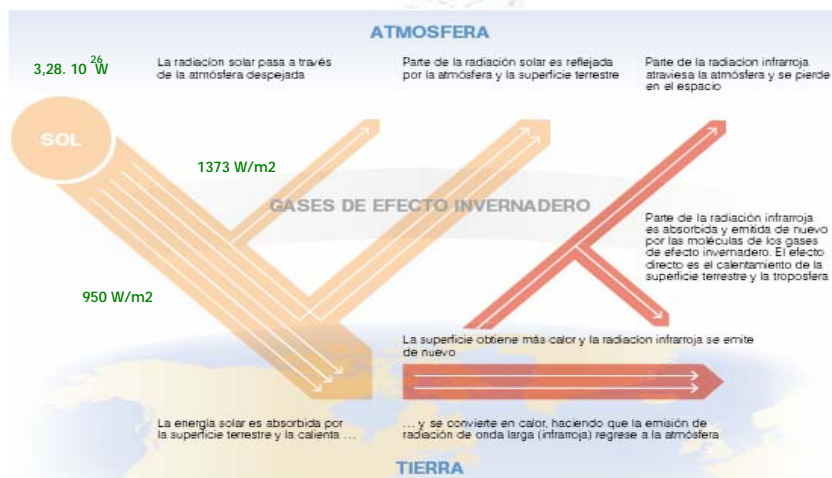 ATMOSFERA
3,28. 10 26 W
La radiacíon solar pasa a través
de la atmósfera despejada
Parte de la radiación solar es reflejada
por la atmósfera y la superficie terrestre
Parte de la radiacíon infrarroja
atraviesa la atmósfera y se pierde
en el espacio
SOL
1373 W/m2
GASES DE EFECTO INVERNADERO
Parte de la radiación infrarroja
es absorbida y emitida de nuevo
por las moléculas de los gases
de efecto invernadero. El efecto
directo es el calentamiento de la
superficie terrestre y la troposfera
950 W/m2
La superficie obtiene más calor y la radiacíon infrarroja se emite
de nuevo
La energía solar es absorbida por
la superficie terrestre y la calienta ...
... y se convierte en calor, haciendo que la emisión de
radiación de onda larga (infrarroja) regrese a la atmósfera
TIERRA